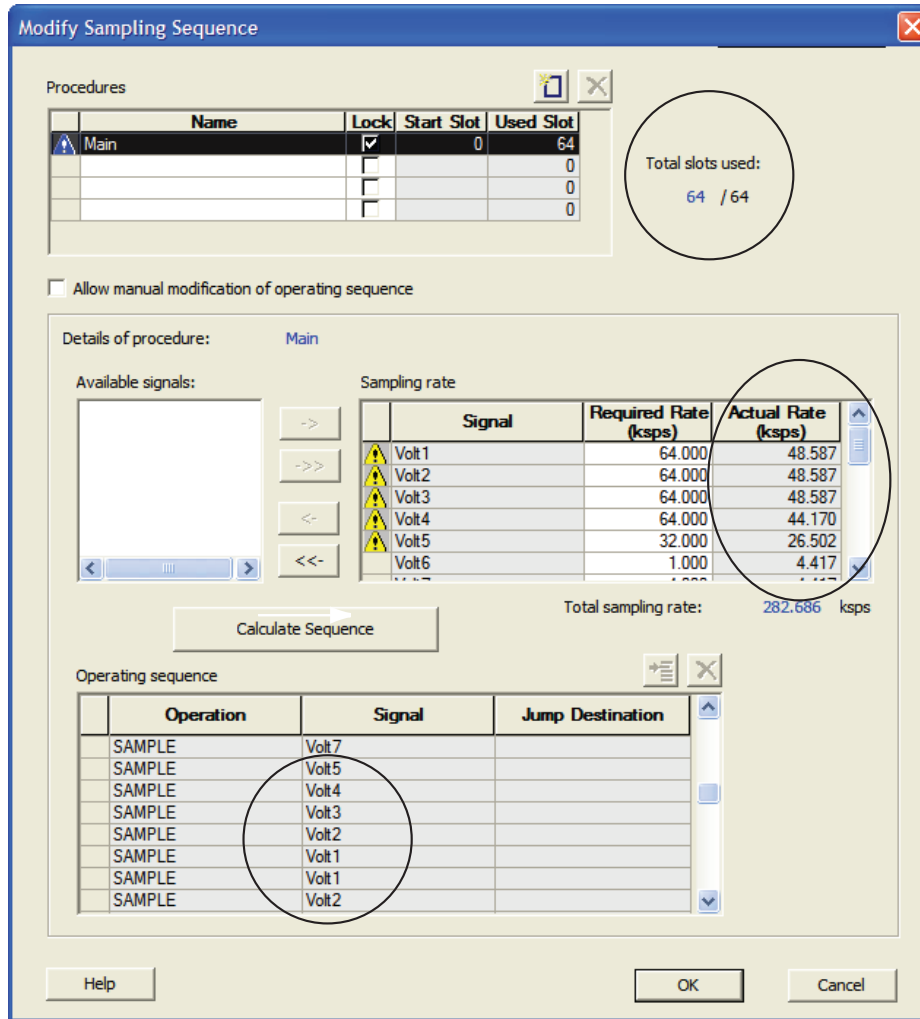 Modify Sampling Sequence
Procedures
Name Lock Start Slot Used Slot
Main 0 64
0
0
0
Total slots used:
64 / 64
Allow manual modification of operating sequence
Details of procedure: Main
Available signals:
->
->>
<-
<<-
Sampling rate
Signal Required Rate (ksps) Actual Rate (ksps)
Volt1 64.000 48.587
Volt2 64.000 48.587
Volt3 64.000 48.587
Volt4 64.000 44.170
Volt5 32.000 26.502
Volt6 1.000 4.417
Total sampling rate: 282.686 ksps
Calculate Sequence
Operating sequence
Operation Signal Jump Destination
SAMPLE Volt7
SAMPLE Volt5
SAMPLE Volt4
SAMPLE Volt3
SAMPLE Volt2
SAMPLE Volt1
SAMPLE Volt1
SAMPLE Volt2
Help
OK
Cancel